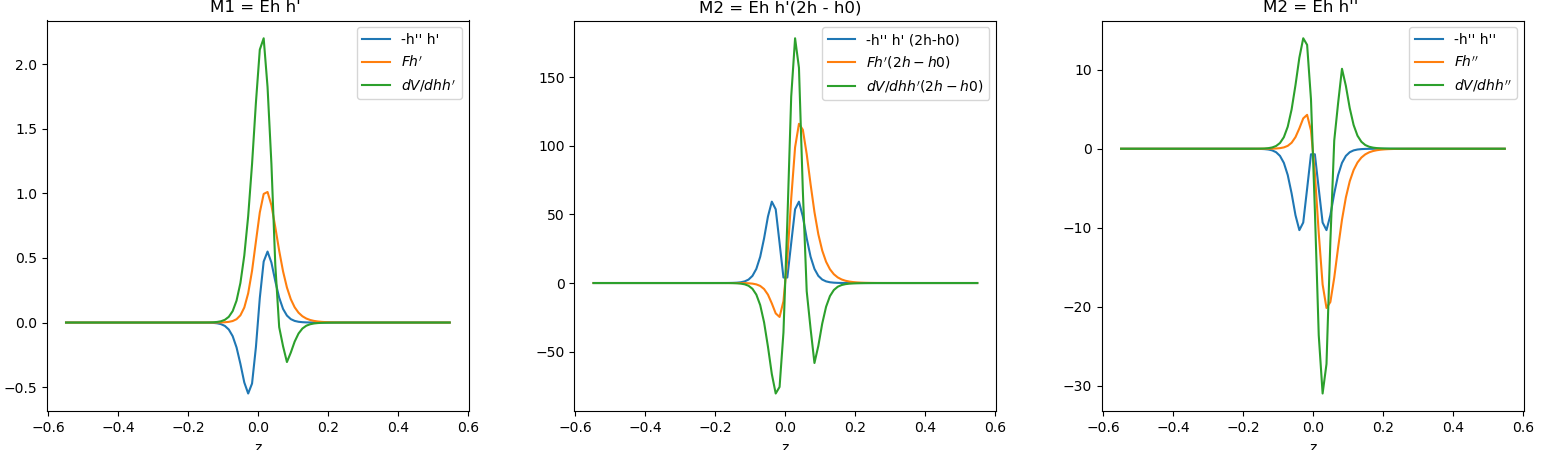 M1 = Eh h'
2.0
1.5
1.0
0.5
0.0
−0.5
−0.6 −0.4 −0.2 0.0 0.2 0.4 0.6
z
-h'' h'
Fh′
dV/dhh′
M2 = Eh h'(2h - h0)
150
100
50
0
−50
−0.6 −0.4 −0.2 0.0 0.2 0.4 0.6
z
-h'' h' (2h-h0)
Fh′(2h − h0)
dV/dhh′(2h − h0)
M2 = Eh h''
10
0
−10
−20
−30
−0.6 −0.4 −0.2 0.0 0.2 0.4 0.6
z
-h'' h''
Fh″
dV/dhh″